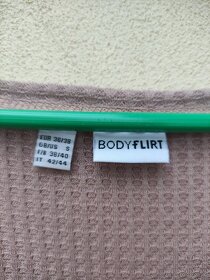 EUR 36/38
GB/US S
F/B 38/40
IT 42/44
BODYFLIRT